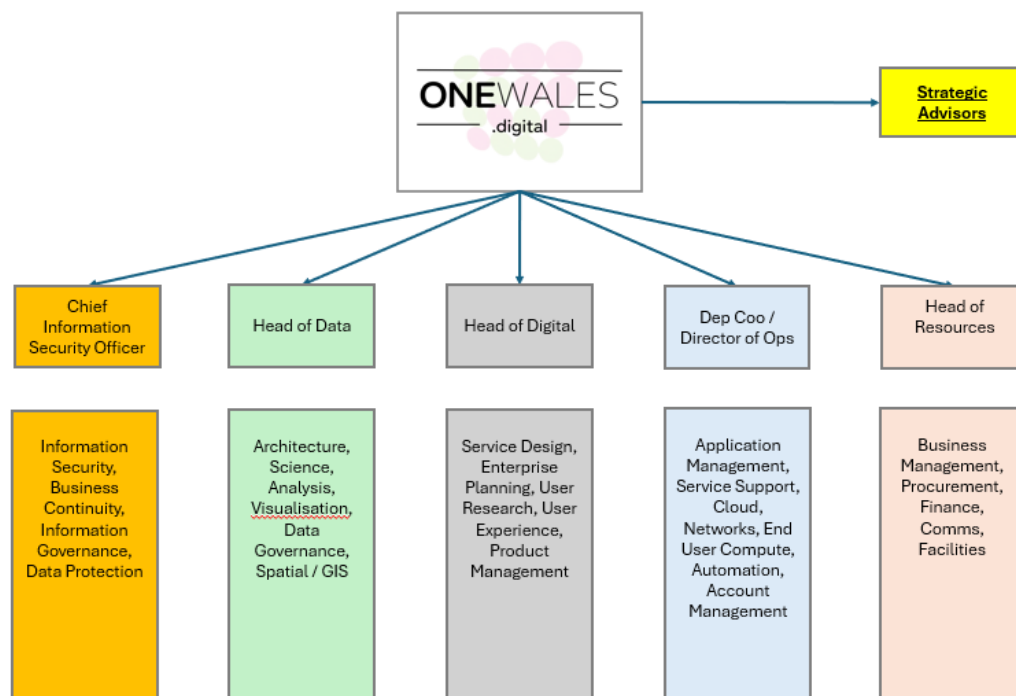 ONEWALES
.digital
Strategic
Advisors
Chief
Information
Security Officer
Head of Data
Head of Digital
Dep Coo /
Director of Ops
Head of
Resources
Information
Security,
Business
Continuity,
Information
Governance,
Data Protection
Architecture,
Science,
Analysis,
Visualisation,
Data
Governance,
Spatial / GIS
Service Design,
Enterprise
Planning, User
Research, User
Experience,
Product
Management
Application
Management,
Service Support,
Cloud,
Networks, End
User Compute,
Automation,
Account
Management
Business
Management,
Procurement,
Finance,
Comms,
Facilities